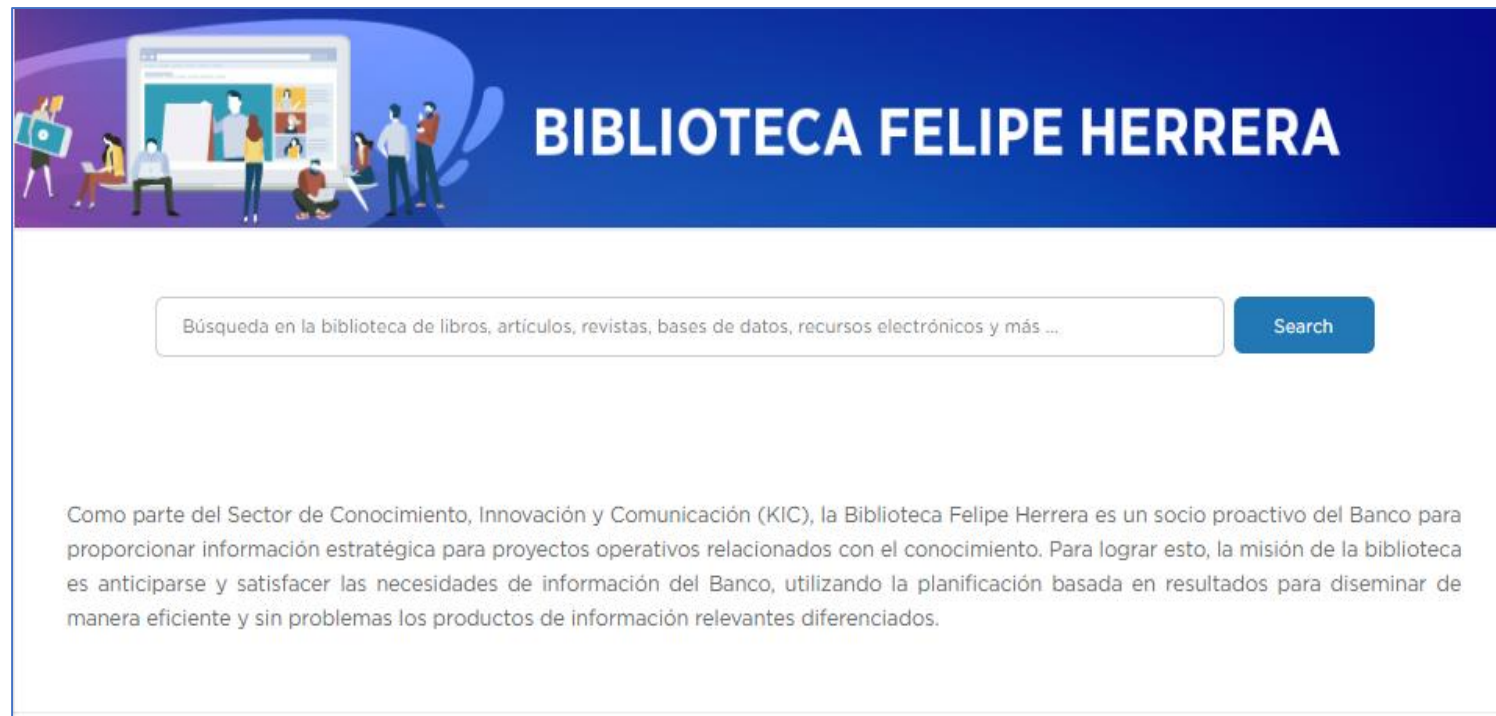 BIBLIOTECA FELIPE HERRERA
Búsqueda en la biblioteca de libros, artículos, revistas, bases de datos, recursos electrónicos y más ...
Search
Como parte del Sector de Conocimiento, Innovación y Comunicación (KIC), la Biblioteca Felipe Herrera es un socio proactivo del Banco para
proporcionar información estratégica para proyectos operativos relacionados con el conocimiento. Para lograr esto, la misión de la biblioteca
es anticiparse y satisfacer las necesidades de información del Banco, utilizando la planificación basada en resultados para diseminar de
manera eficiente y sin problemas los productos de información relevantes diferenciados.